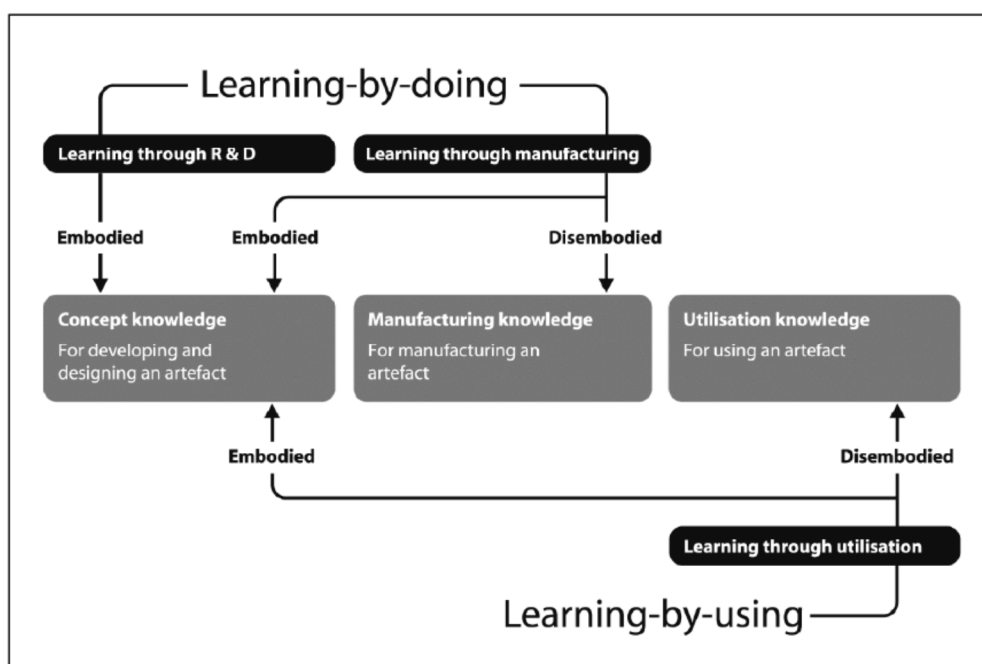 Learning-by-doing
Learning through R & D
Learning through manufacturing
Embodied
Embodied
Disembodied
Concept knowledge
For developing and
designing an artefact
Manufacturing knowledge
For manufacturing an
artefact
Utilisation knowledge
For using an artefact
Embodied
Disembodied
Learning through utilisation
Learning-by-using